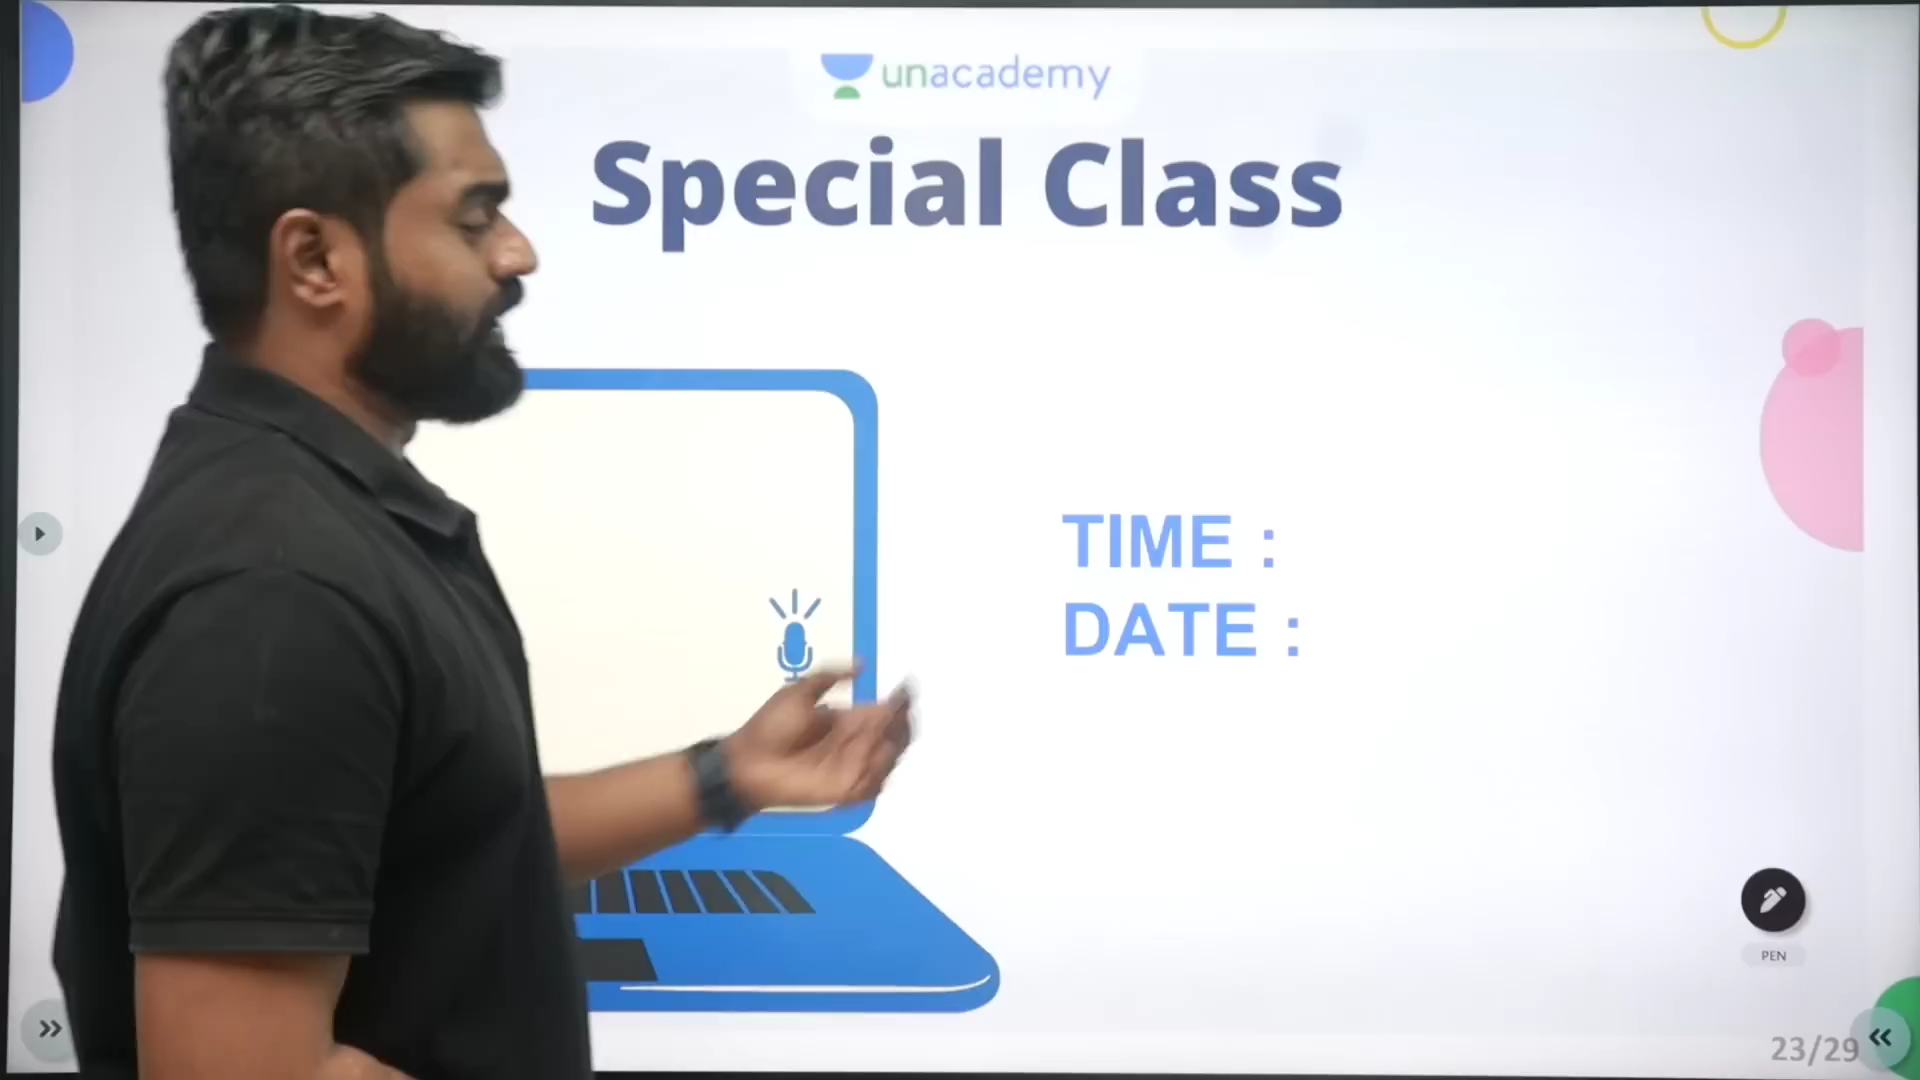 unacademy
Special Class
TIME :
DATE :
PEN
23/29